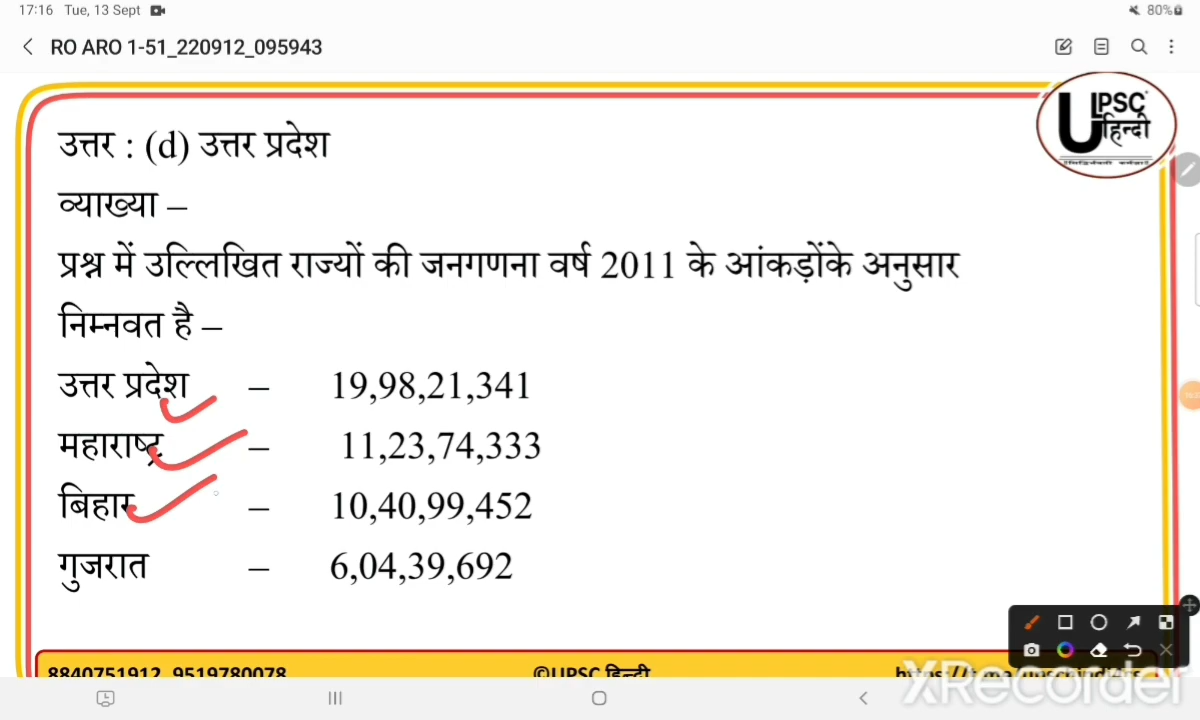 17:16 Tue, 13 Sept 80%
RO ARO 1-51_220912_095943
UPSC
हिन्दी
उत्तर : (d) उत्तर प्रदेश
व्याख्या –
प्रश्न में उल्लिखित राज्यों की जनगणना वर्ष 2011 के आंकड़ोंके अनुसार
निम्नवत है –
उत्तर प्रदेश – 19,98,21,341
महाराष्ट्र – 11,23,74,333
बिहार – 10,40,99,452
गुजरात – 6,04,39,692
8840751912, 9519780078 ©UPSC हिन्दी
XRecorder